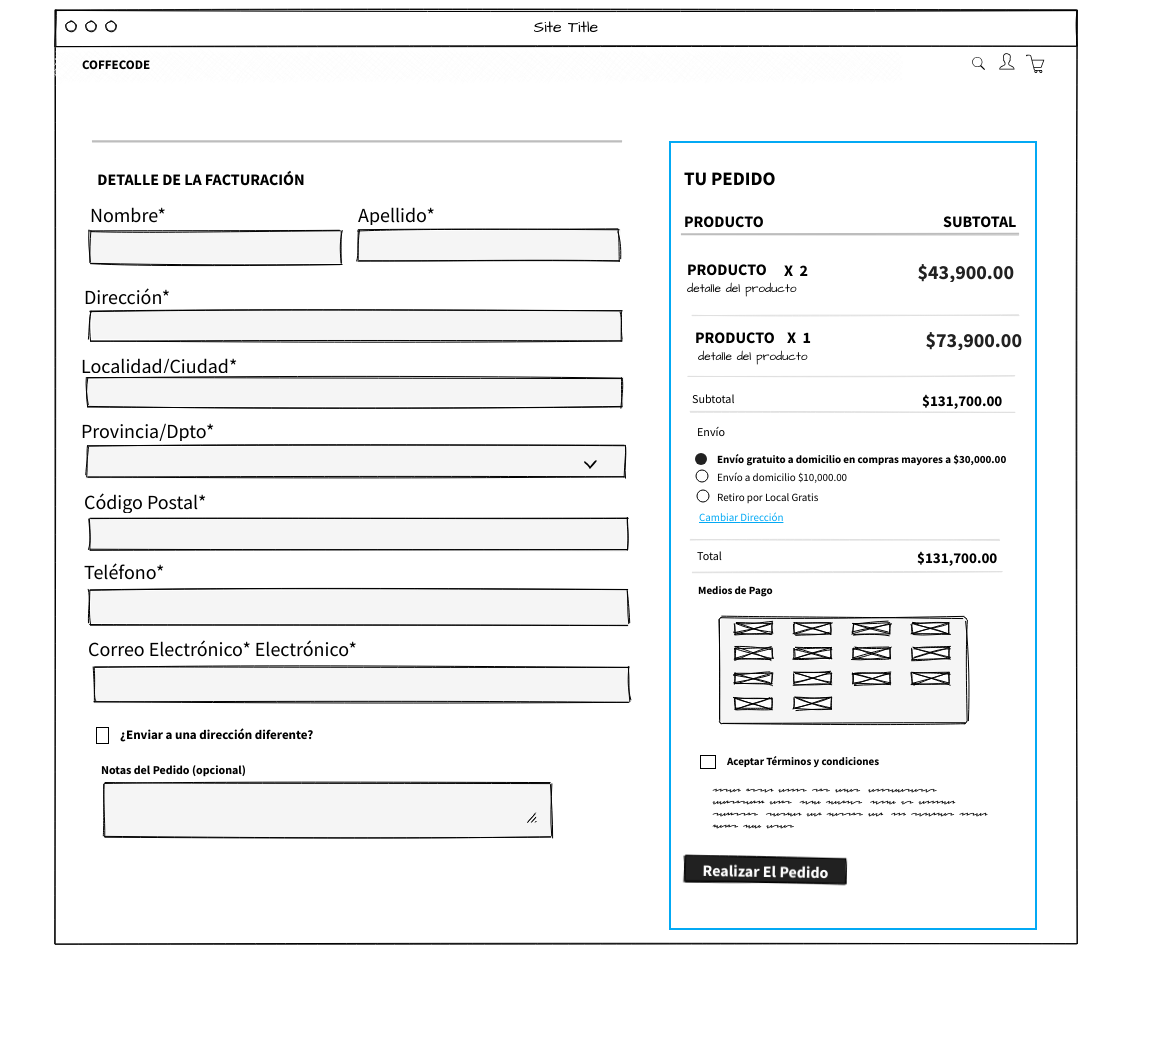 Site Title
COFFECODE
DETALLE DE LA FACTURACIÓN
Nombre* Apellido*
Dirección*
Localidad/Ciudad*
Provincia/Dpto*
Código Postal*
Teléfono*
Correo Electrónico* Electrónico*
¿Enviar a una dirección diferente?
Notas del Pedido (opcional)
TU PEDIDO
PRODUCTO SUBTOTAL
PRODUCTO X 2 $43,900.00
detalle del producto
PRODUCTO X 1 $73,900.00
detalle del producto
Subtotal $131,700.00
Envío
Envío gratuito a domicilio en compras mayores a $30,000.00
Envío a domicilio $10,000.00
Retiro por Local Gratis
Cambiar Dirección
Total $131,700.00
Medios de Pago
Aceptar Términos y condiciones
Realizar El Pedido